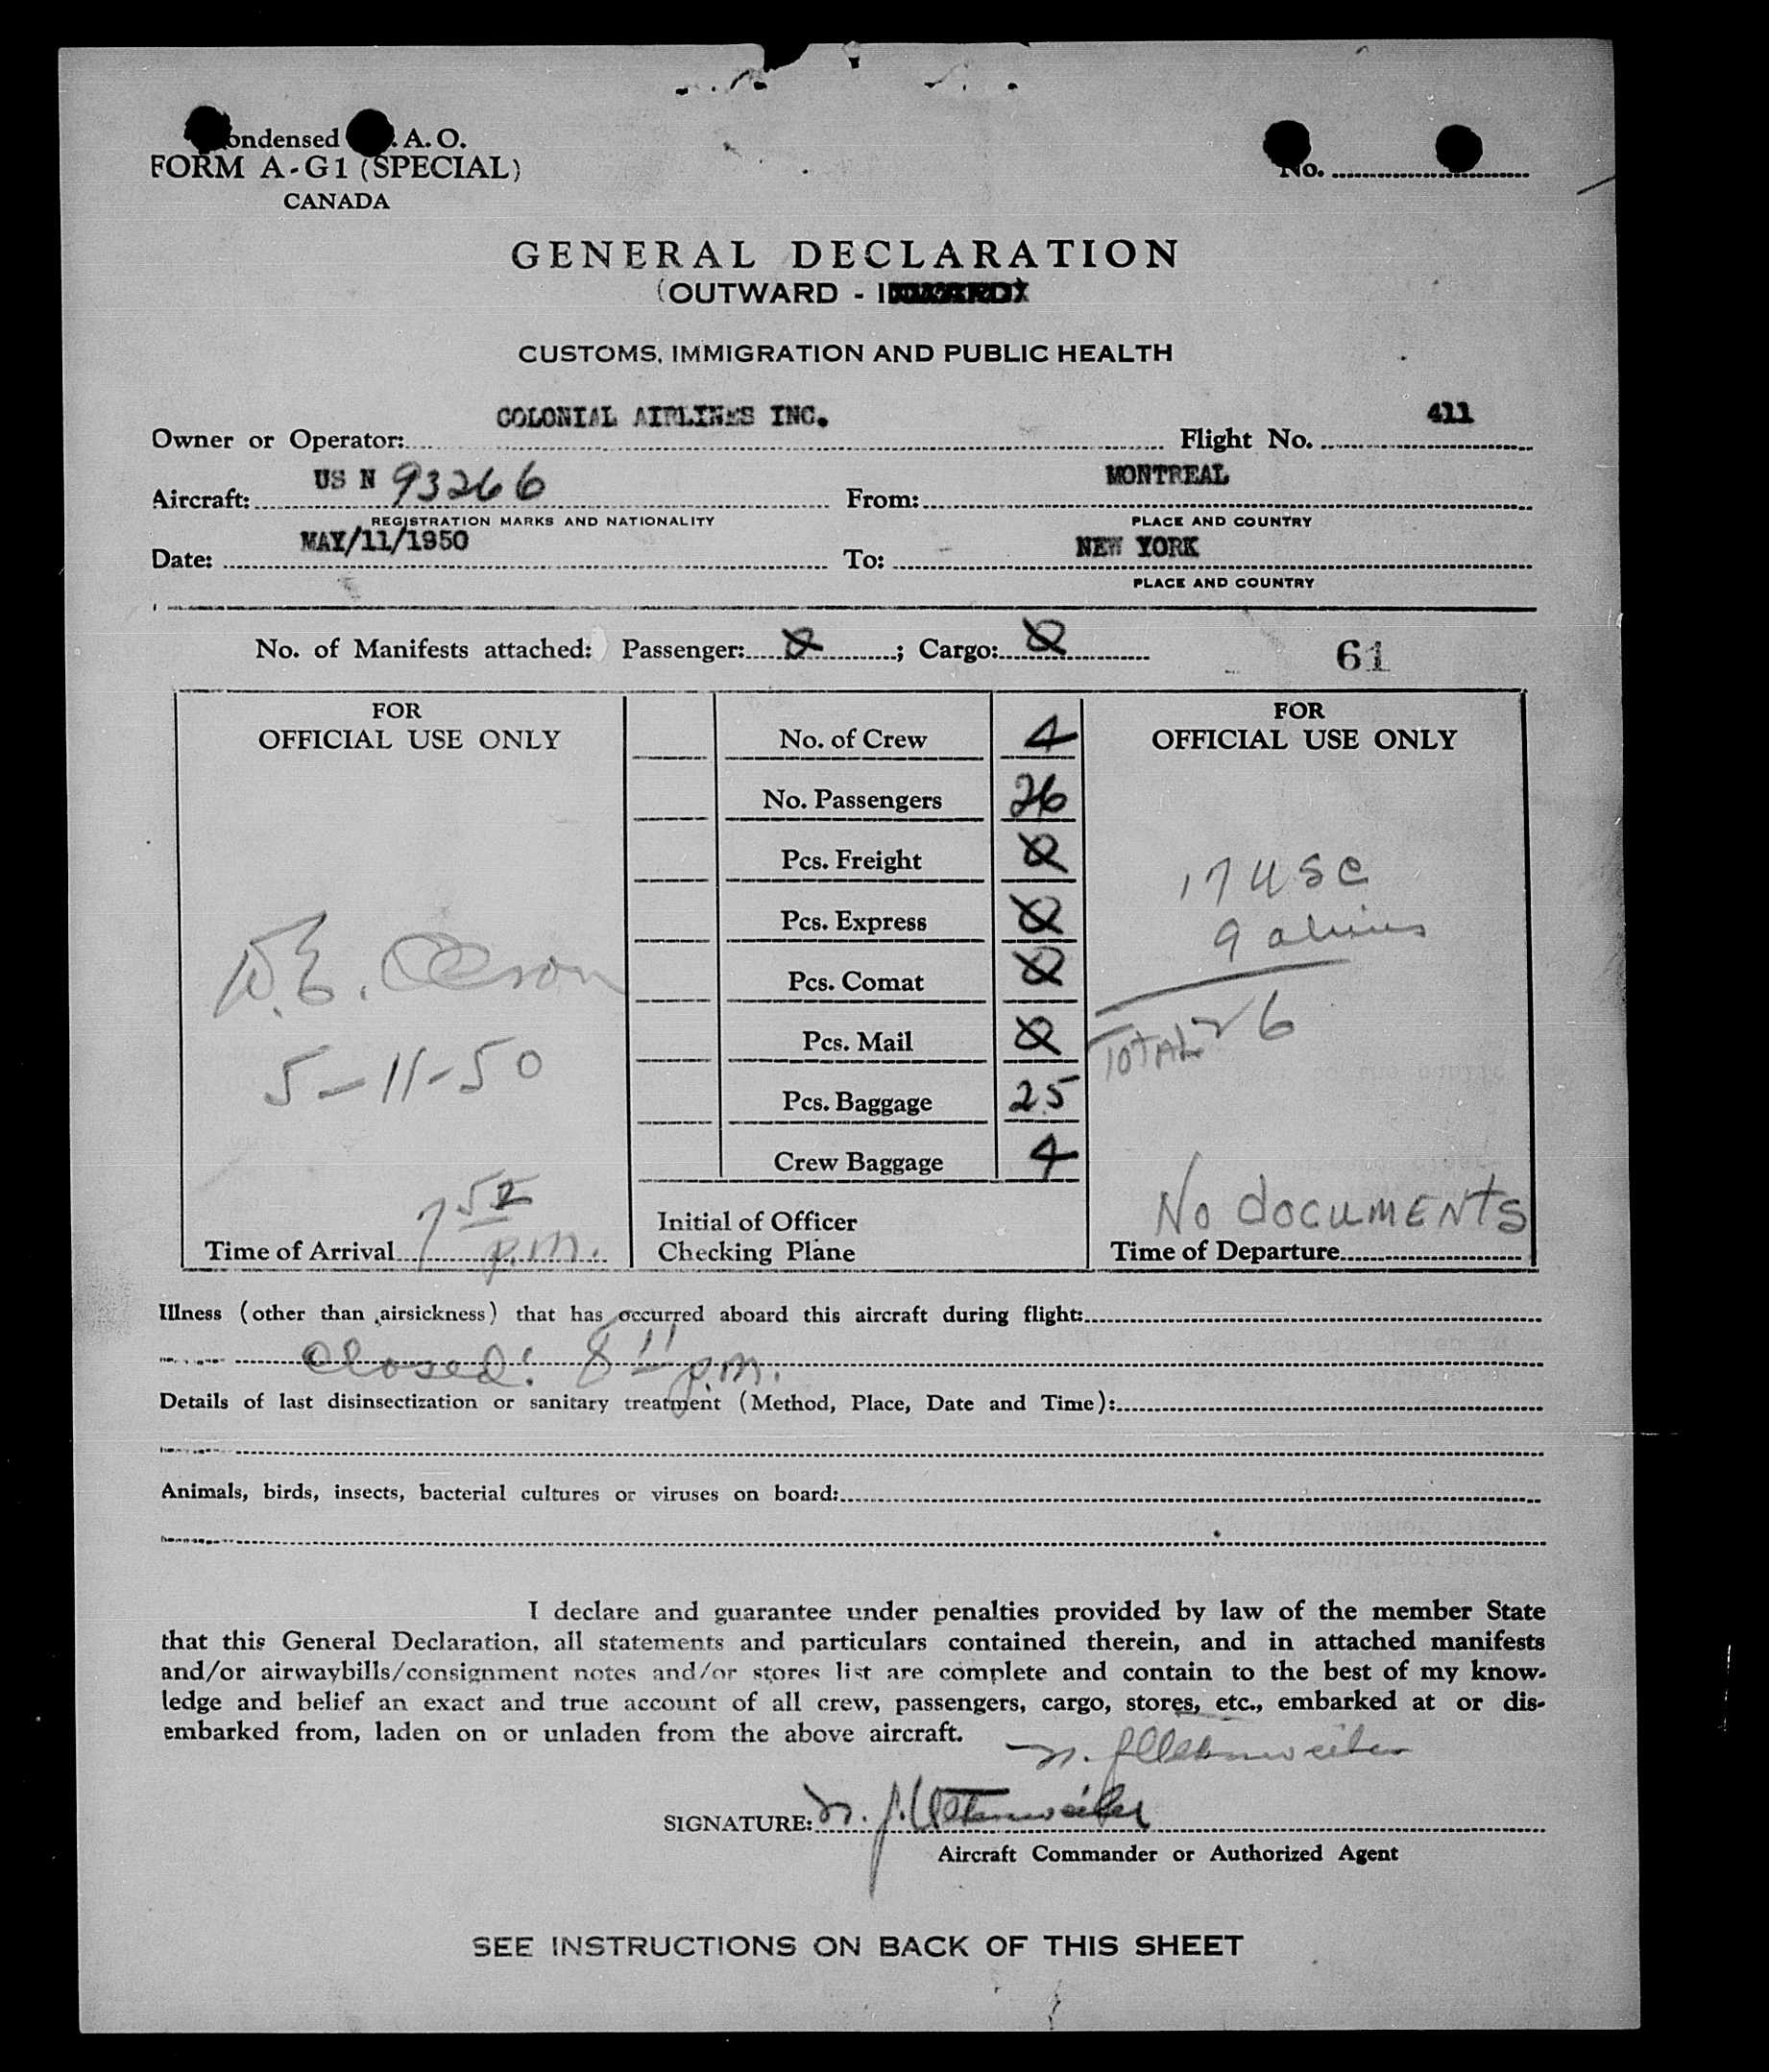 ondensed . A. O.
FORM A-G1 (SPECIAL)
CANADA
No.
GENERAL DECLARATION
(OUTWARD - INWARD)
CUSTOMS, IMMIGRATION AND PUBLIC HEALTH
Owner or Operator: COLONIAL AIRLINES INC. Flight No. 411
Aircraft: US N 93266 From: MONTREAL
REGISTRATION MARKS AND NATIONALITY PLACE AND COUNTRY
Date: MAY/11/1950 To: NEW YORK
PLACE AND COUNTRY
No. of Manifests attached: Passenger: 0; Cargo: 0
61
FOR
OFFICIAL USE ONLY
5-11-50
Time of Arrival 7 52 p.m.
No. of Crew 4
No. Passengers 26
Pcs. Freight 0
Pcs. Express 0
Pcs. Comat 0
Pcs. Mail 0
Pcs. Baggage 25
Crew Baggage 4
Initial of Officer
Checking Plane
FOR
OFFICIAL USE ONLY
17 USC
9 aliens
TOTAL 26
No documents
Time of Departure
Illness (other than airsickness) that has occurred aboard this aircraft during flight:
Closed: 8 11 p.m.
Details of last disinsectization or sanitary treatment (Method, Place, Date and Time):
Animals, birds, insects, bacterial cultures or viruses on board:
I declare and guarantee under penalties provided by law of the member State
that this General Declaration, all statements and particulars contained therein, and in attached manifests
and/or airwaybills/consignment notes and/or stores list are complete and contain to the best of my know-
ledge and belief an exact and true account of all crew, passengers, cargo, stores, etc., embarked at or dis-
embarked from, laden on or unladen from the above aircraft.
SIGNATURE:
Aircraft Commander or Authorized Agent
SEE INSTRUCTIONS ON BACK OF THIS SHEET